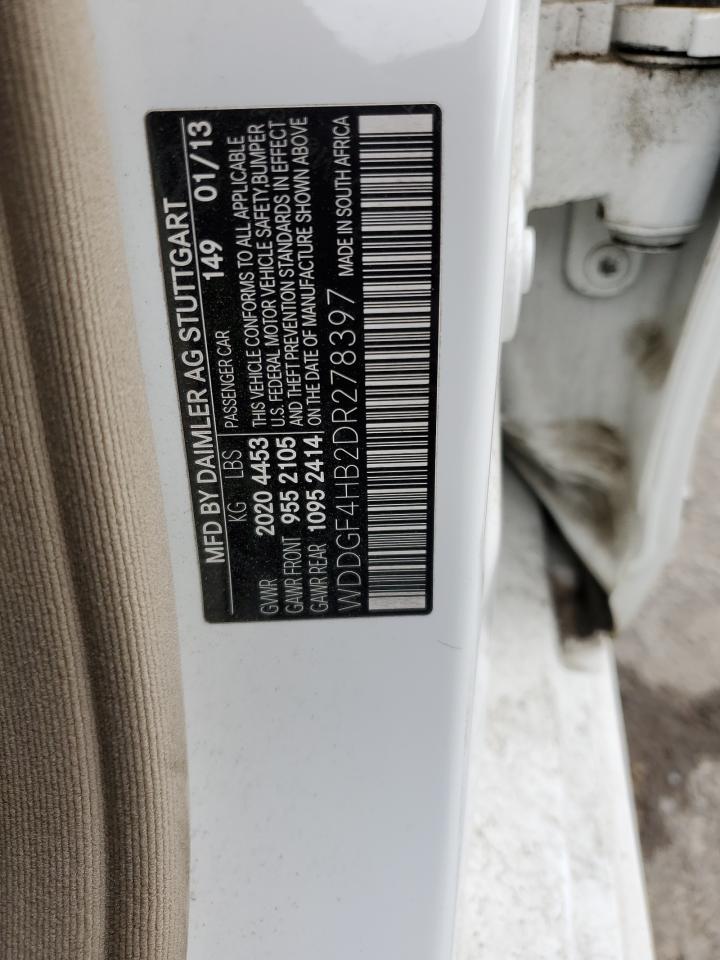 MFD BY DAIMLER AG STUTTGART
149 01/13
KG LBS PASSENGER CAR
GVWR 2020 4453 THIS VEHICLE CONFORMS TO ALL APPLICABLE
U.S. FEDERAL MOTOR VEHICLE SAFETY,BUMPER
GAWR FRONT 955 2105 AND THEFT PREVENTION STANDARDS IN EFFECT
GAWR REAR 1095 2414 ON THE DATE OF MANUFACTURE SHOWN ABOVE
WDDGF4HB2DR278397 MADE IN SOUTH AFRICA